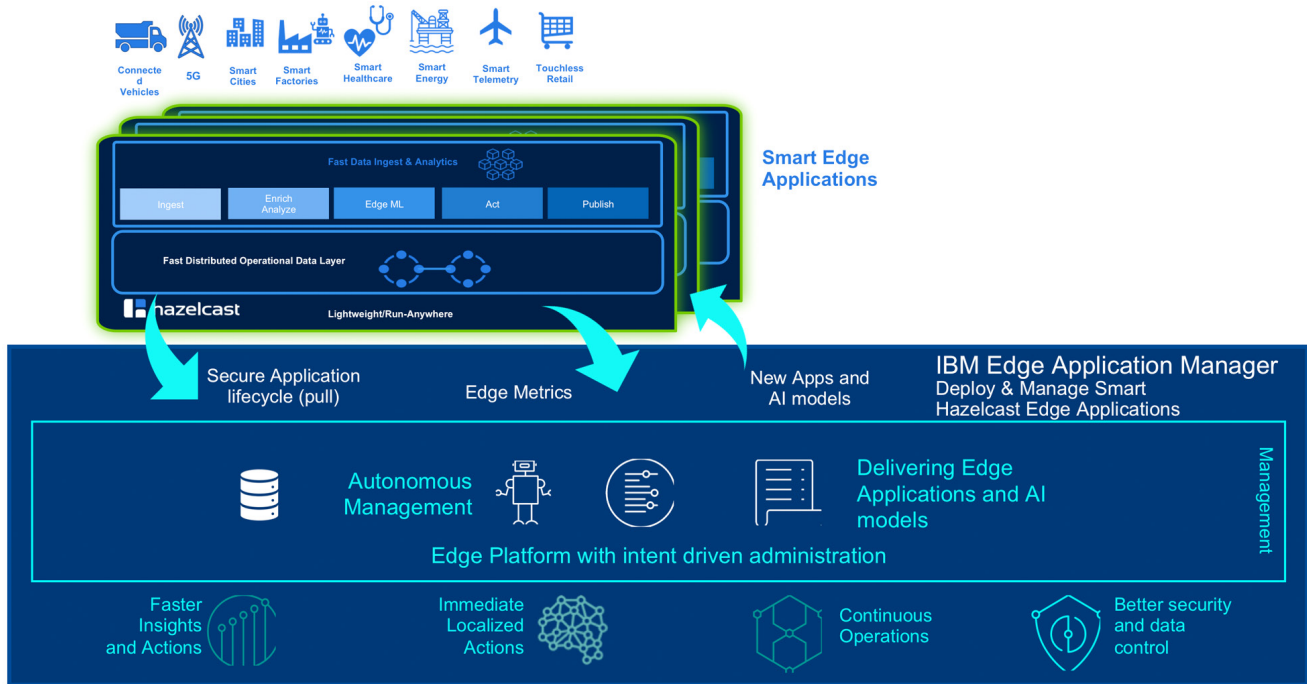 Connecte
d
Vehicles
5G
Smart
Cities
Smart
Factories
Smart
Healthcare
Smart
Energy
Smart
Telemetry
Touchless
Retail
Fast Data Ingest & Analytics
Ingest
Enrich
Analyze
Edge ML
Act
Publish
Fast Distributed Operational Data Layer
hazelcast
Lightweight/Run-Anywhere
Smart Edge
Applications
Secure Application
lifecycle (pull)
Edge Metrics
New Apps and
AI models
IBM Edge Application Manager
Deploy & Manage Smart
Hazelcast Edge Applications
Autonomous
Management
Delivering Edge
Applications and AI
models
Management
Edge Platform with intent driven administration
Faster
Insights
and Actions
Immediate
Localized
Actions
Continuous
Operations
Better security
and data
control